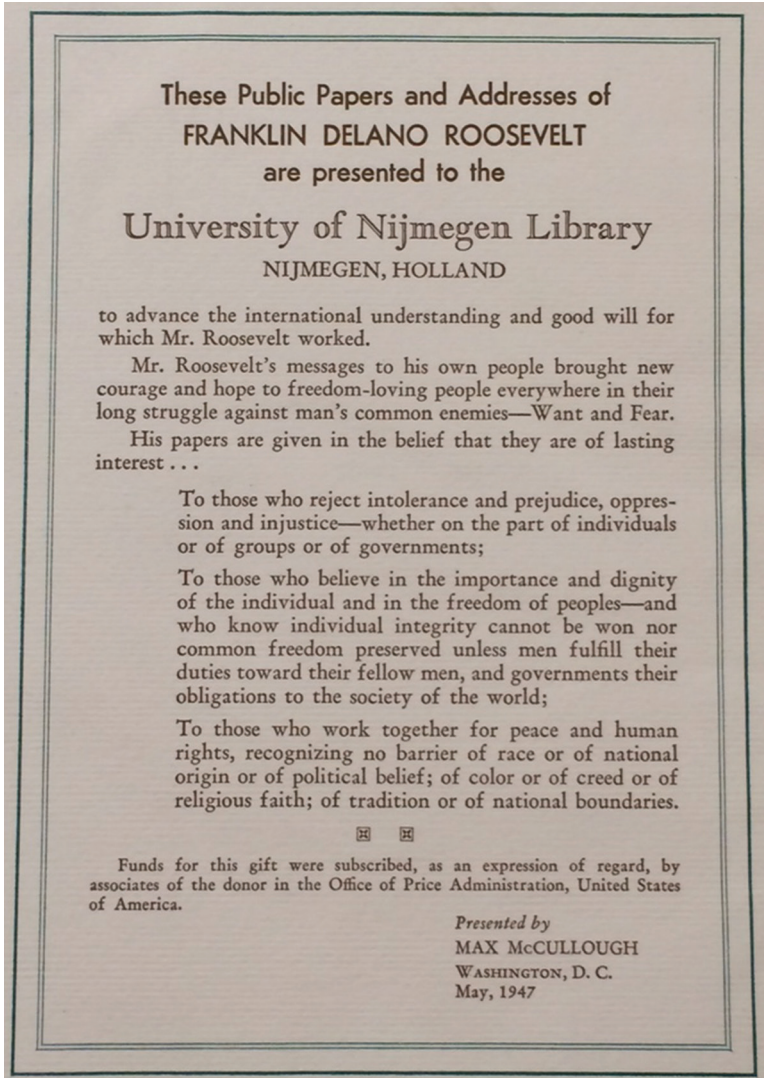 These Public Papers and Addresses of
FRANKLIN DELANO ROOSEVELT
are presented to the
University of Nijmegen Library
NIJMEGEN, HOLLAND
to advance the international understanding and good will for
which Mr. Roosevelt worked.
Mr. Roosevelt's messages to his own people brought new
courage and hope to freedom-loving people everywhere in their
long struggle against man's common enemies—Want and Fear.
His papers are given in the belief that they are of lasting
interest . . .
To those who reject intolerance and prejudice, oppres-
sion and injustice—whether on the part of individuals
or of groups or of governments;
To those who believe in the importance and dignity
of the individual and in the freedom of peoples—and
who know individual integrity cannot be won nor
common freedom preserved unless men fulfill their
duties toward their fellow men, and governments their
obligations to the society of the world;
To those who work together for peace and human
rights, recognizing no barrier of race or of national
origin or of political belief; of color or of creed or of
religious faith; of tradition or of national boundaries.
Funds for this gift were subscribed, as an expression of regard, by
associates of the donor in the Office of Price Administration, United States
of America.
Presented by
MAX McCULLOUGH
WASHINGTON, D. C.
May, 1947